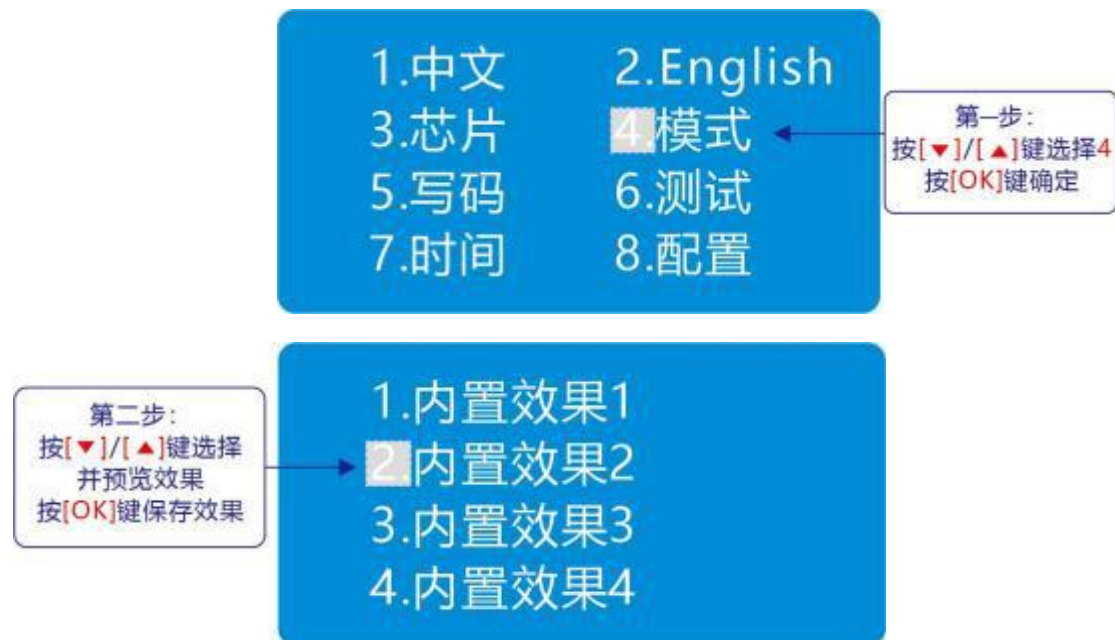 1.中文 2.English
3.芯片 4.模式
5.写码 6.测试
7.时间 8.配置
第一步：
按[▼]/[▲]键选择4
按[OK]键确定
第二步：
按[▼]/[▲]键选择
并预览效果
按[OK]键保存效果
1.内置效果1
2.内置效果2
3.内置效果3
4.内置效果4